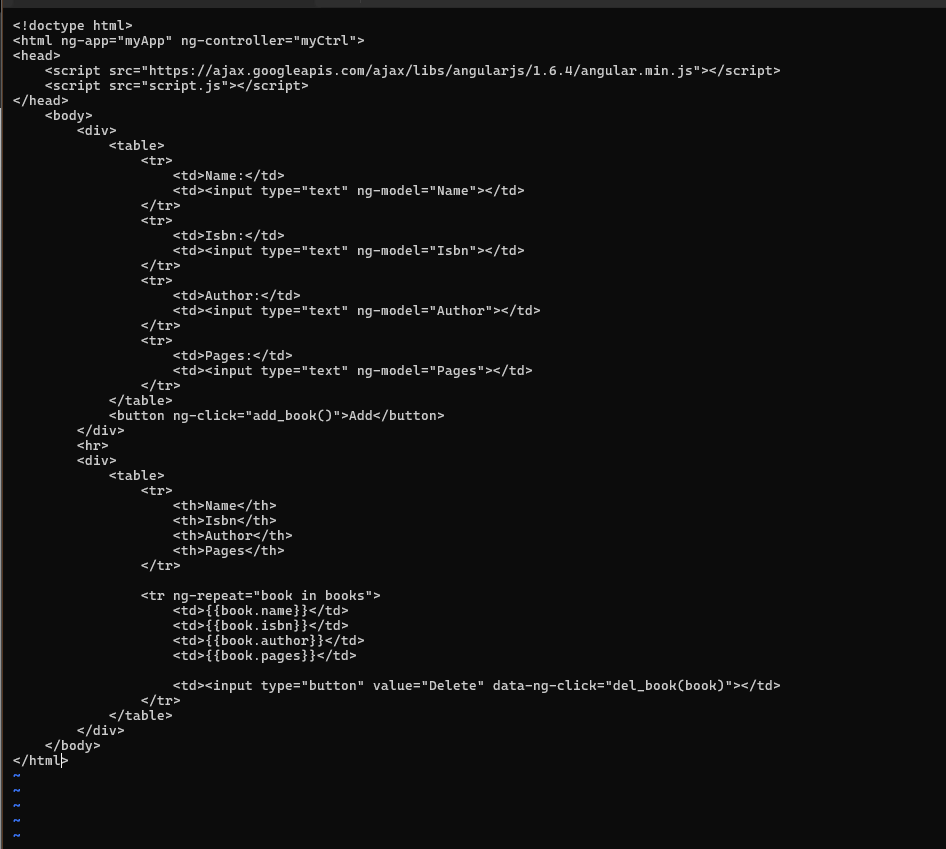 <!doctype html>
<html ng-app="myApp" ng-controller="myCtrl">
<head>
    <script src="https://ajax.googleapis.com/ajax/libs/angularjs/1.6.4/angular.min.js"></script>
    <script src="script.js"></script>
</head>
    <body>
        <div>
            <table>
                <tr>
                    <td>Name:</td>
                    <td><input type="text" ng-model="Name"></td>
                </tr>
                <tr>
                    <td>Isbn:</td>
                    <td><input type="text" ng-model="Isbn"></td>
                </tr>
                <tr>
                    <td>Author:</td>
                    <td><input type="text" ng-model="Author"></td>
                </tr>
                <tr>
                    <td>Pages:</td>
                    <td><input type="text" ng-model="Pages"></td>
                </tr>
            </table>
            <button ng-click="add_book()">Add</button>
        </div>
        <hr>
        <div>
            <table>
                <tr>
                    <th>Name</th>
                    <th>Isbn</th>
                    <th>Author</th>
                    <th>Pages</th>
                </tr>

                <tr ng-repeat="book in books">
                    <td>{{book.name}}</td>
                    <td>{{book.isbn}}</td>
                    <td>{{book.author}}</td>
                    <td>{{book.pages}}</td>

                    <td><input type="button" value="Delete" data-ng-click="del_book(book)"></td>
                </tr>
            </table>
        </div>
    </body>
</html>
~
~
~
~
~